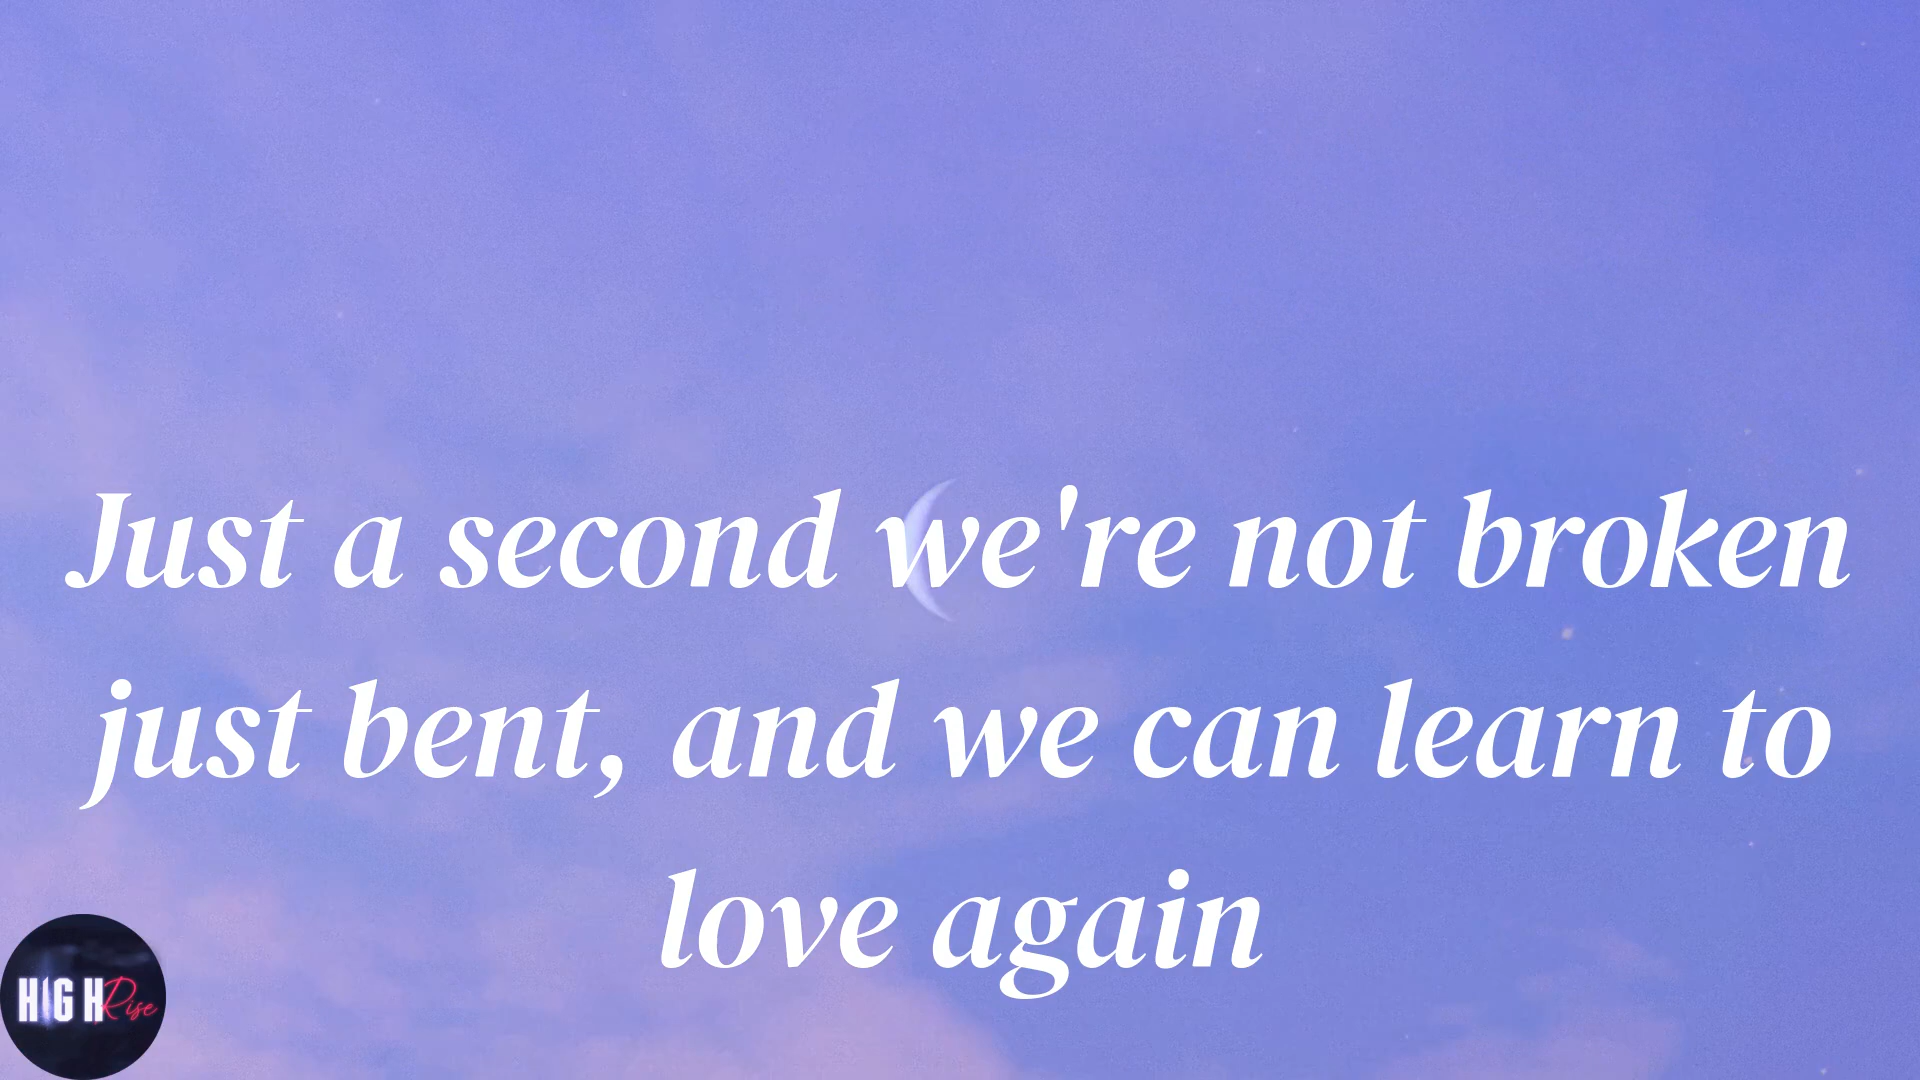 Just a second we're not broken
just bent, and we can learn to
love again
HIGH Rise